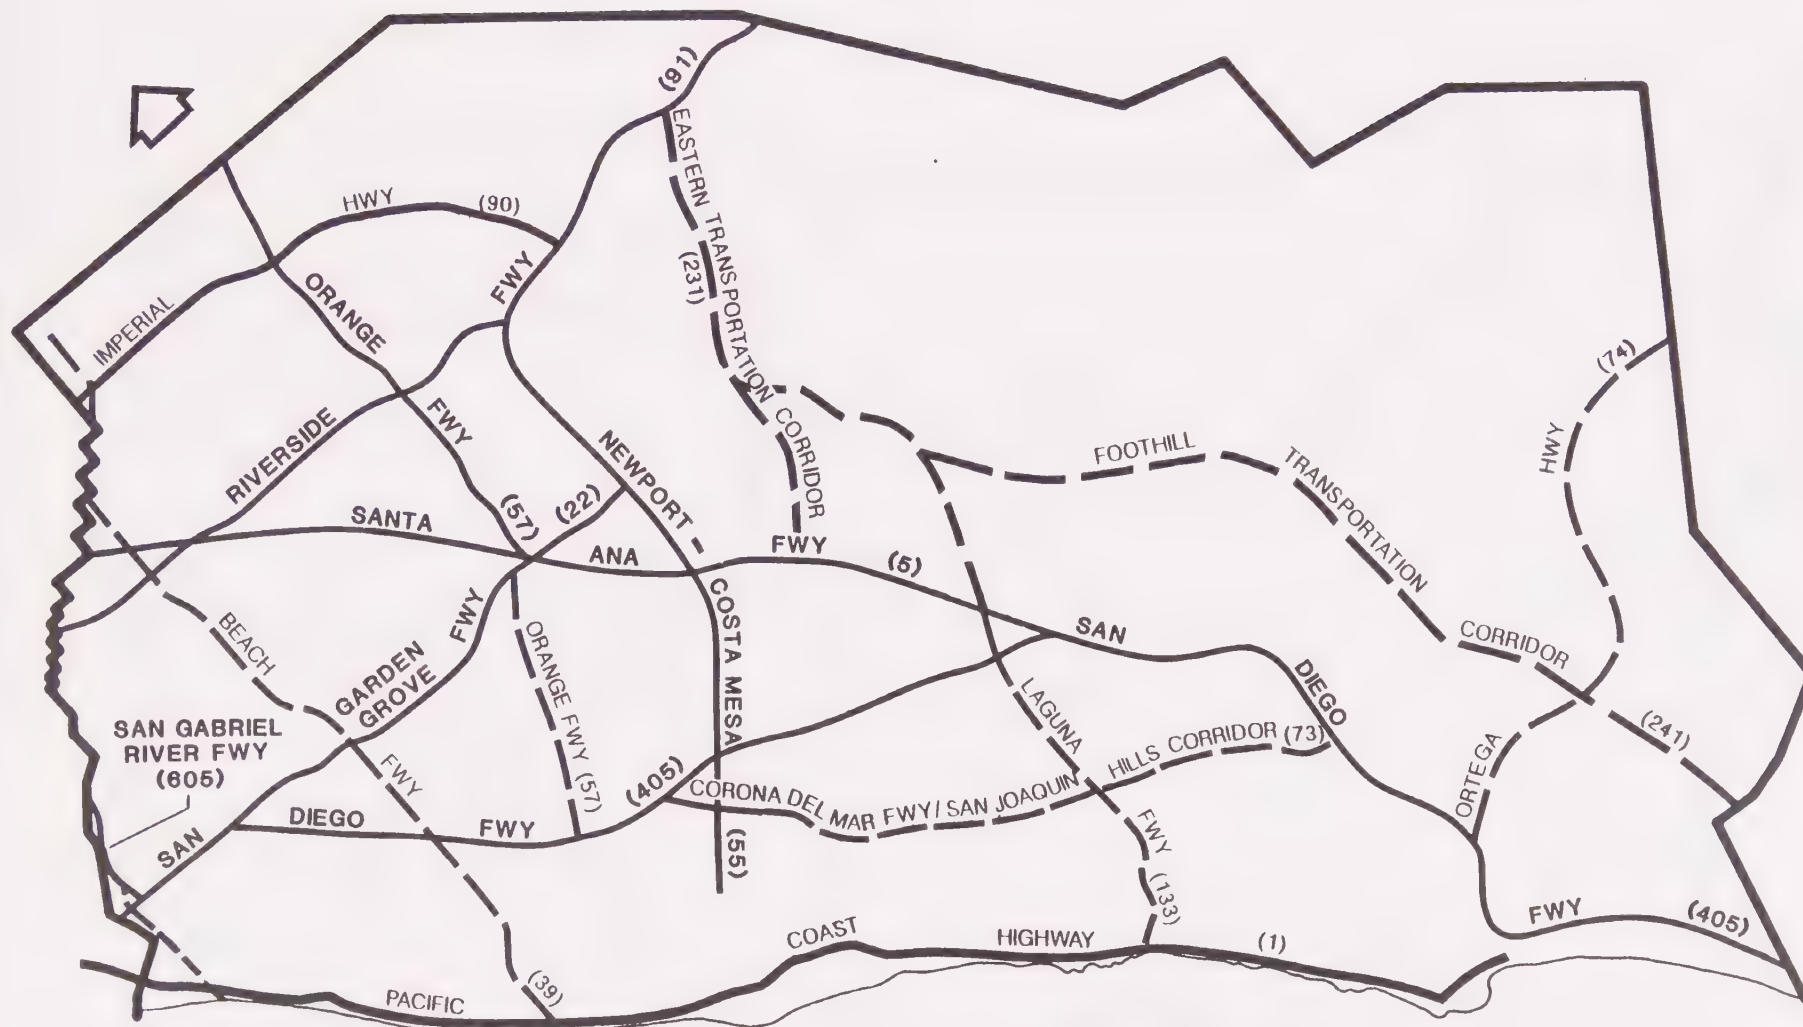 (91)
EASTERN TRANSPORTATION CORRIDOR
(231)
HWY (90)
IMPERIAL
ORANGE
FWY
(57)
FWY
RIVERSIDE
(74)
HWY
NEWPORT
FOOTHILL
TRANSPORTATION
CORRIDOR
(241)
SANTA
ANA
FWY
(5)
(22)
FWY
GARDEN
GROVE
BEACH
FWY
(39)
ORANGE FWY (57)
COSTA MESA
(55)
SAN
DIEGO
FWY
(405)
LAGUNA
FWY
(133)
SAN GABRIEL
RIVER FWY
(605)
SAN
DIEGO
FWY
(405)
CORONA DEL MAR FWY/ SAN JOAQUIN HILLS CORRIDOR (73)
ORTEGA
PACIFIC
COAST
HIGHWAY
(1)